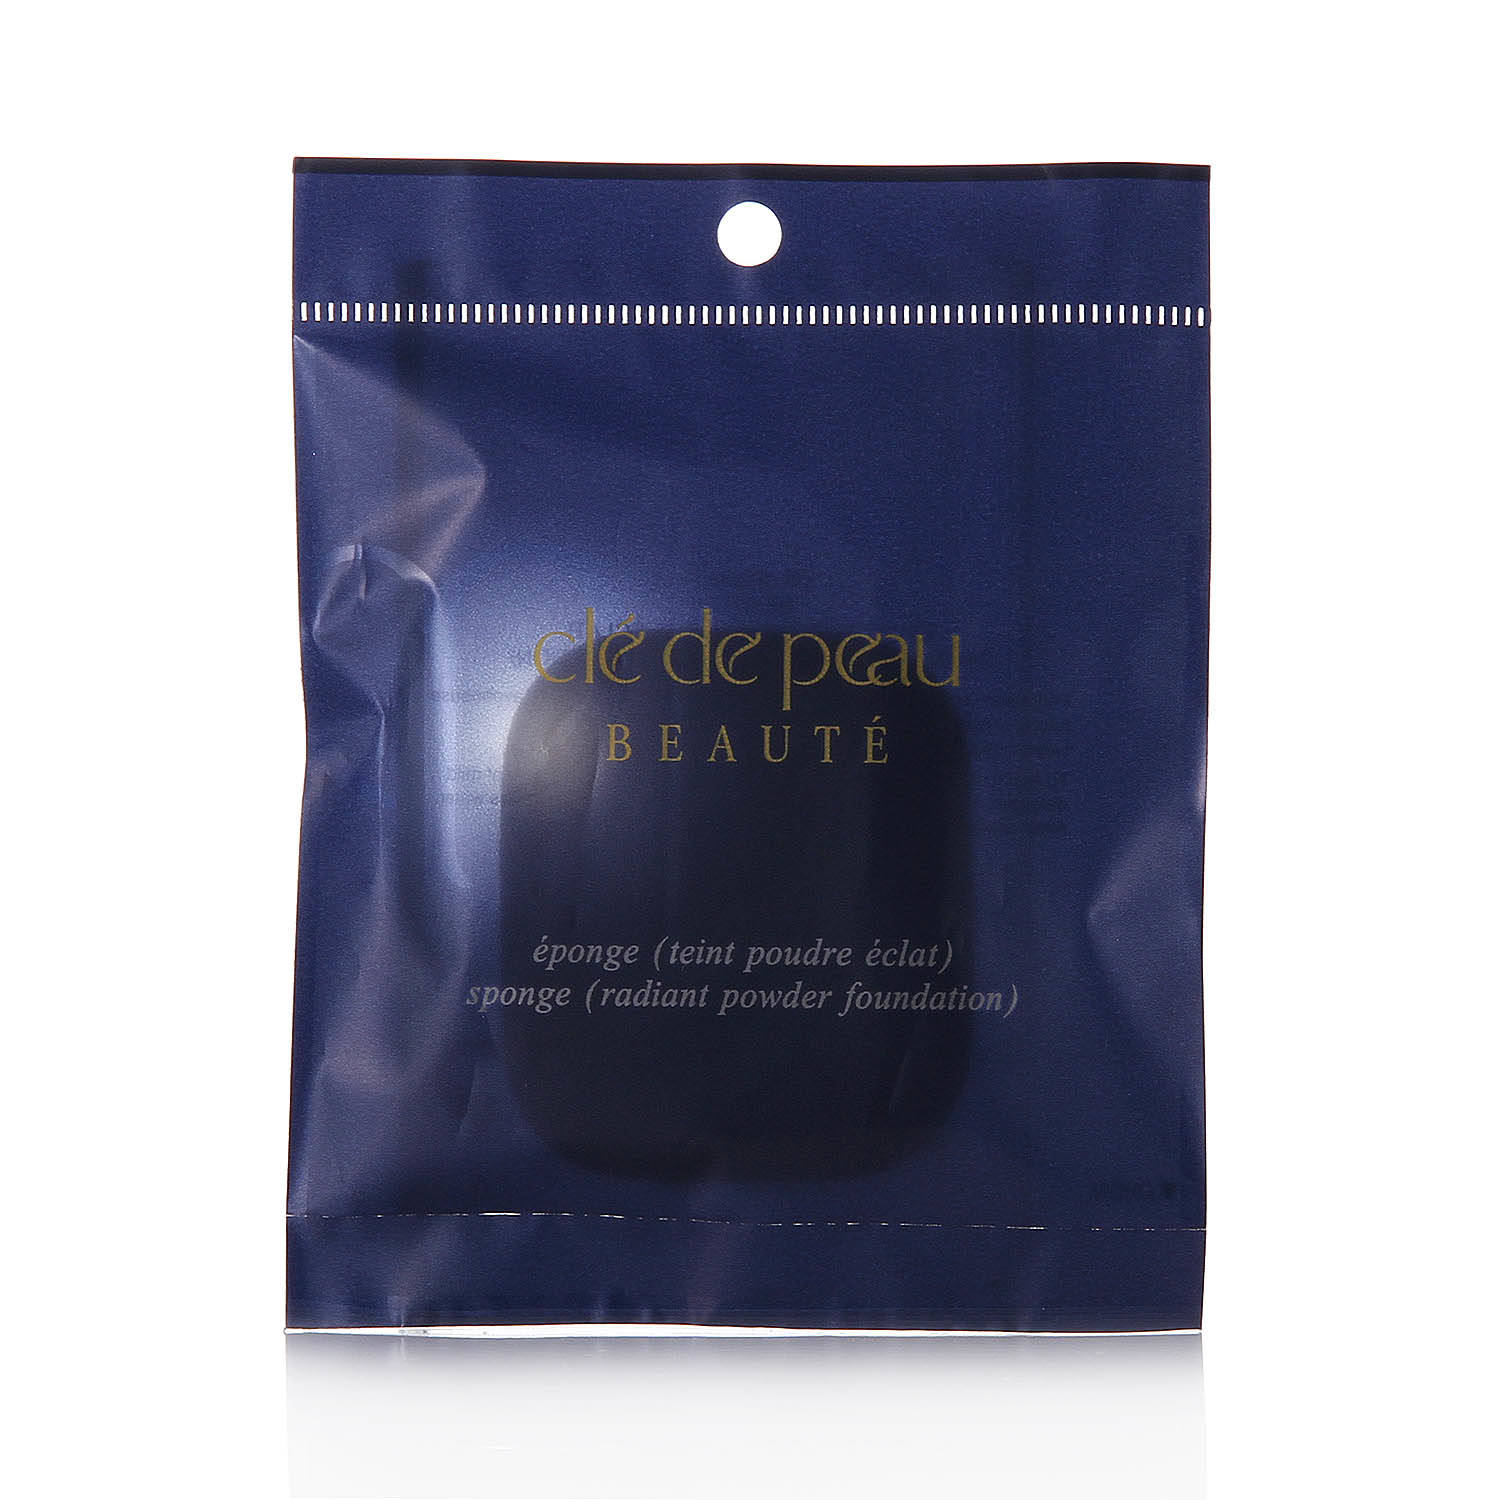 clé de peau
BEAUTÉ
éponge (teint poudre éclat)
sponge (radiant powder foundation)